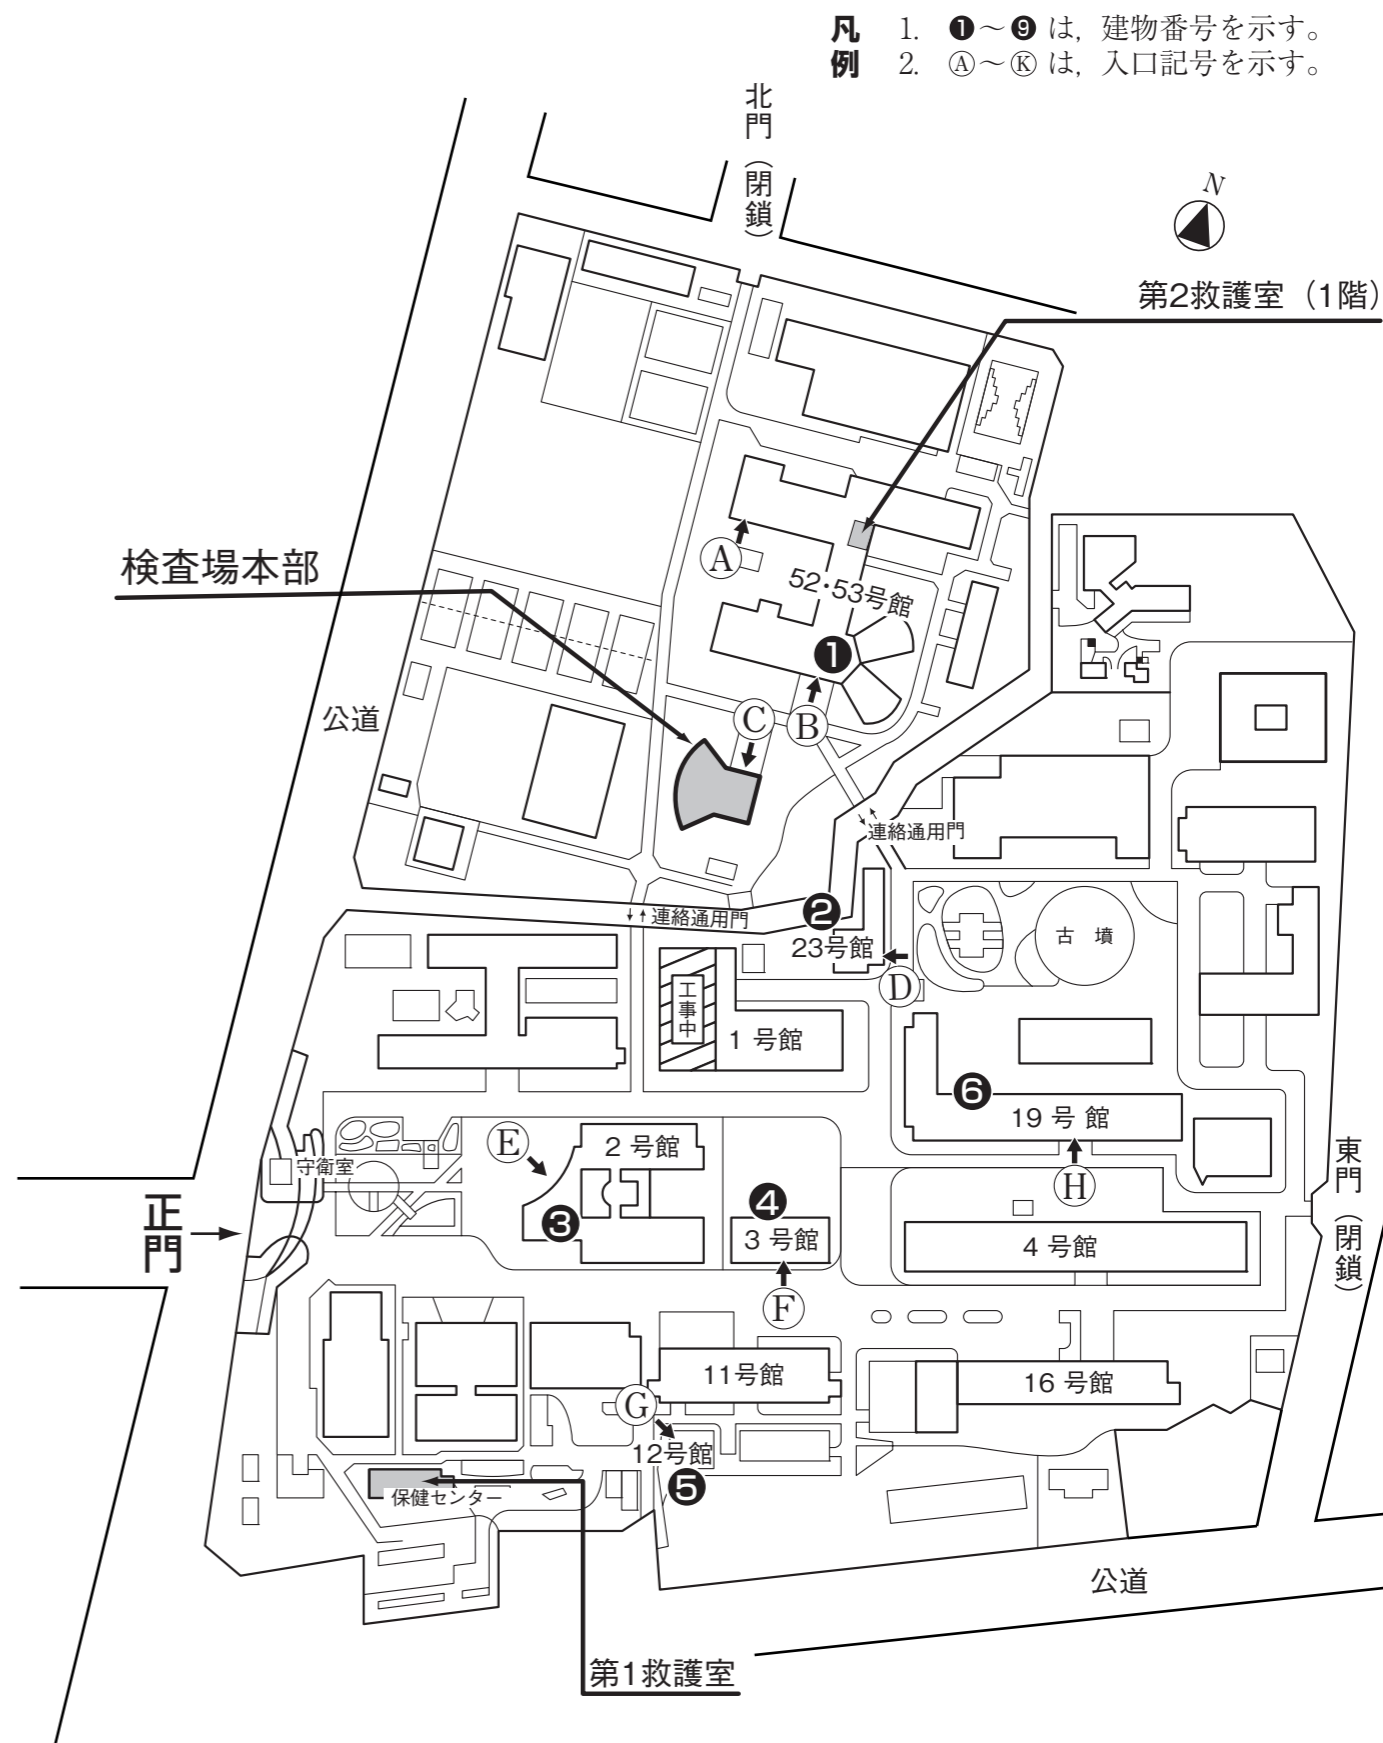 凡例
1. ❶～❾ は，建物番号を示す。
2. Ⓐ～Ⓚ は，入口記号を示す。
北門（閉鎖）
N
第2救護室（1階）
検査場本部
Ⓐ
52・53号館
❶
公道
Ⓒ
Ⓑ
連絡通用門
❷
連絡通用門
23号館
古 墳
Ⓓ
工事中
1 号館
❻
19 号 館
Ⓔ
2 号館
守衛室
東門（閉鎖）
Ⓗ
正門
❹
❸
3 号館
4 号館
Ⓕ
11号館
16 号館
Ⓖ
12号館
❺
保健センター
公道
第1救護室